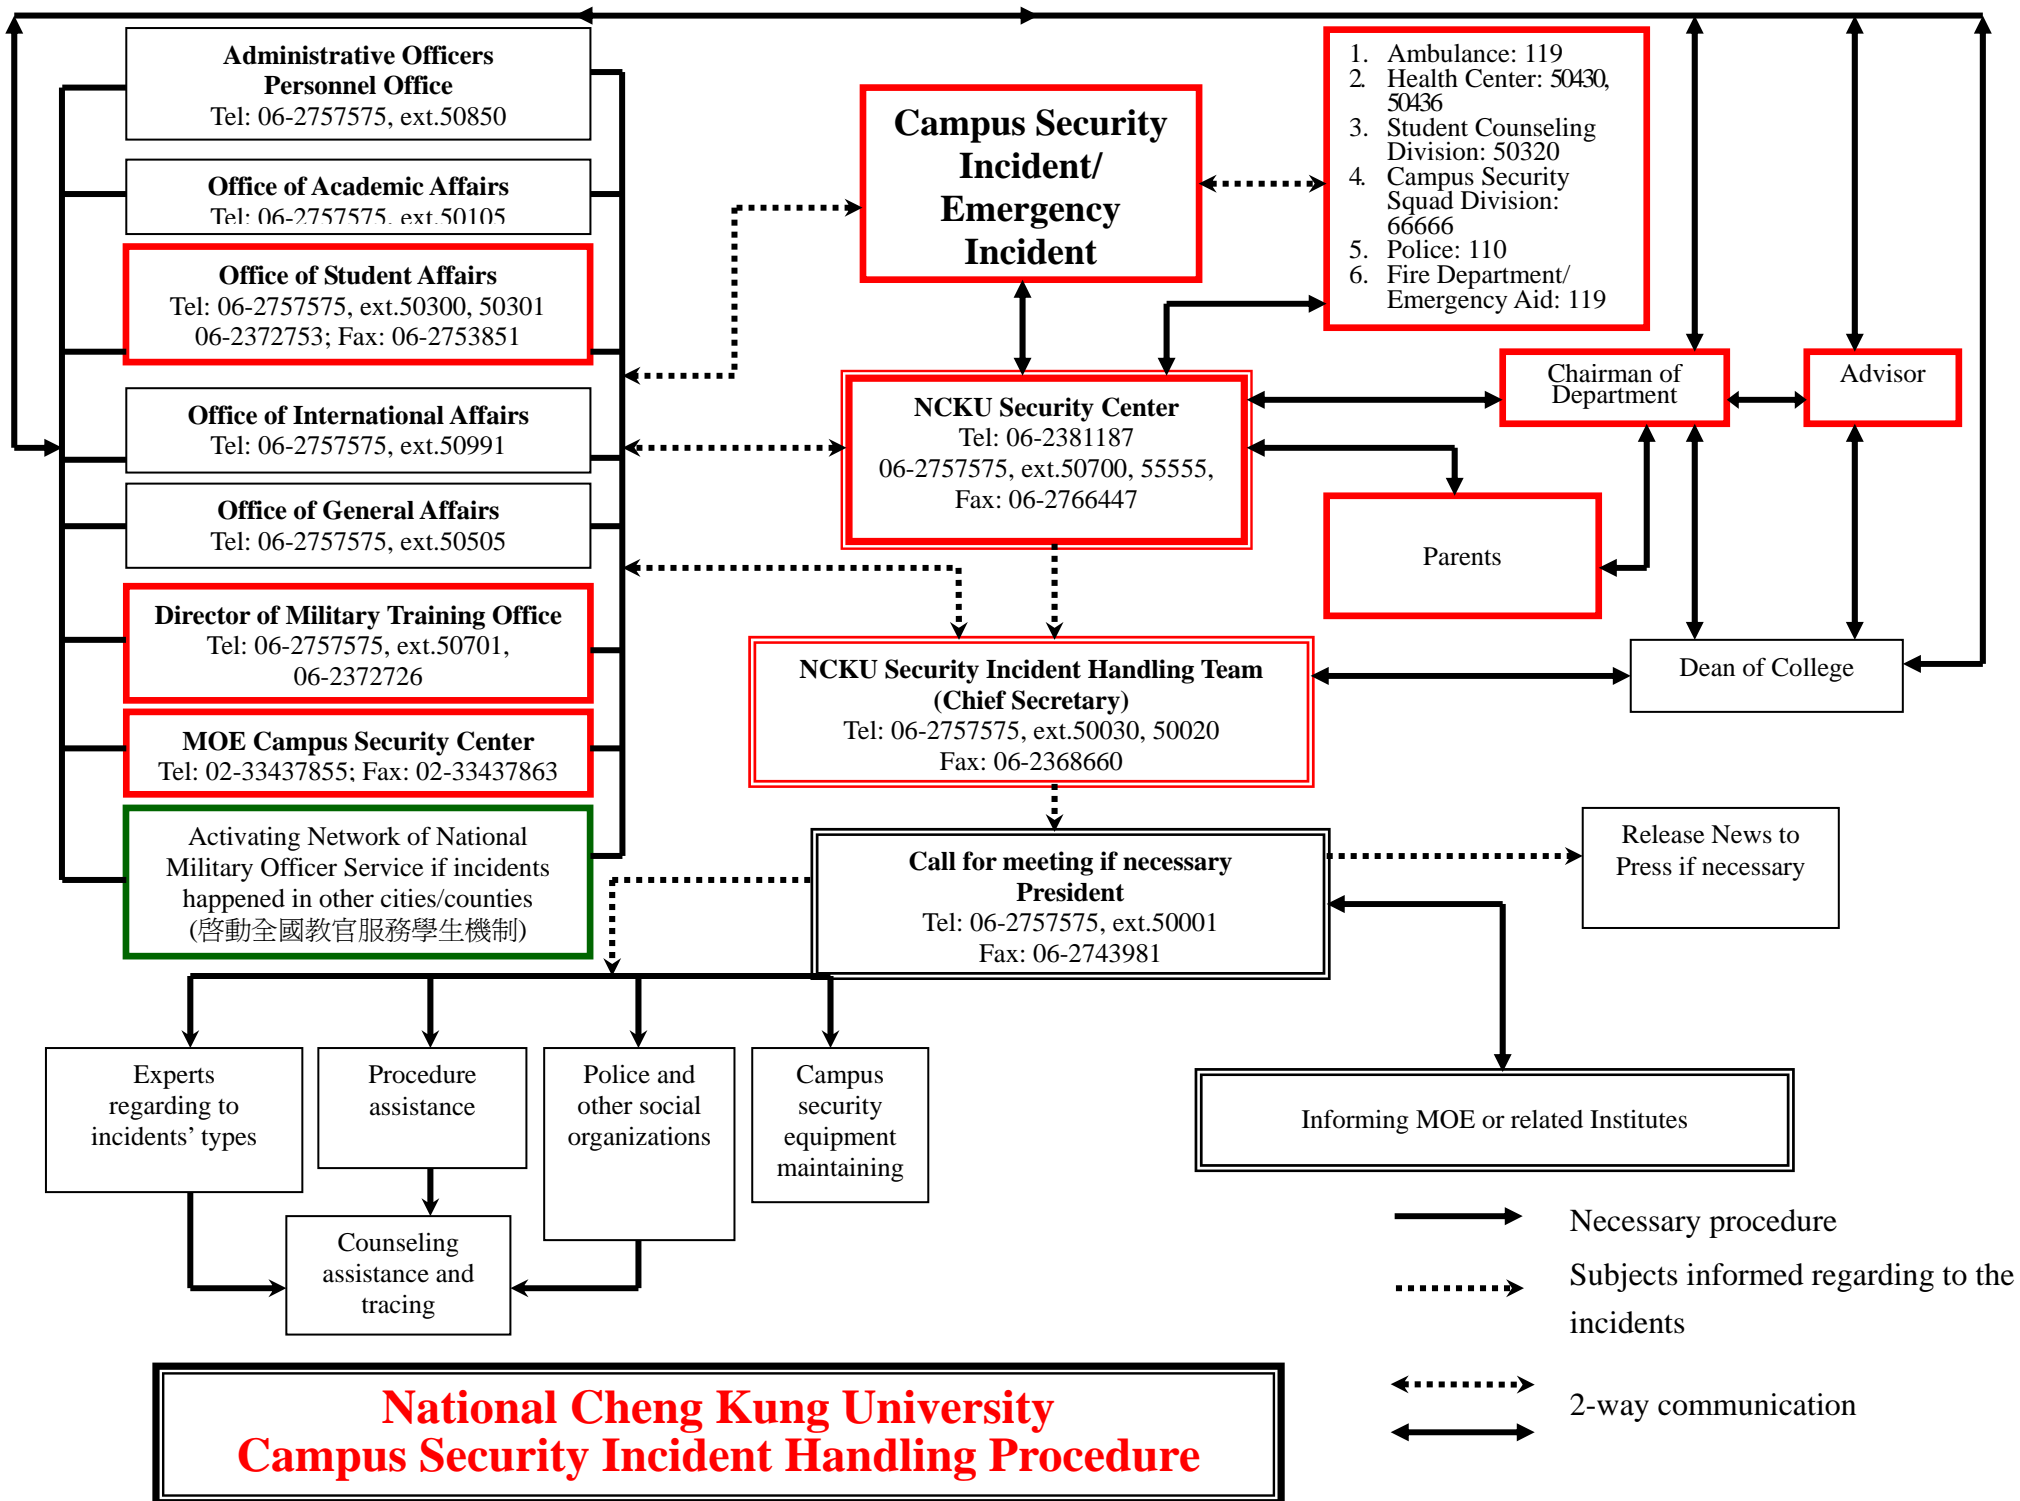 Administrative Officers
Personnel Office
Tel: 06-2757575, ext.50850
Office of Academic Affairs
Tel: 06-2757575, ext.50105
Office of Student Affairs
Tel: 06-2757575, ext.50300, 50301
06-2372753; Fax: 06-2753851
Office of International Affairs
Tel: 06-2757575, ext.50991
Office of General Affairs
Tel: 06-2757575, ext.50505
Director of Military Training Office
Tel: 06-2757575, ext.50701,
06-2372726
MOE Campus Security Center
Tel: 02-33437855; Fax: 02-33437863
Activating Network of National
Military Officer Service if incidents
happened in other cities/counties
(啓動全國教官服務學生機制)
Campus Security
Incident/
Emergency
Incident
1. Ambulance: 119
2. Health Center: 50430,
50436
3. Student Counseling
Division: 50320
4. Campus Security
Squad Division:
66666
5. Police: 110
6. Fire Department/
Emergency Aid: 119
NCKU Security Center
Tel: 06-2381187
06-2757575, ext.50700, 55555,
Fax: 06-2766447
Chairman of
Department
Advisor
Parents
NCKU Security Incident Handling Team
(Chief Secretary)
Tel: 06-2757575, ext.50030, 50020
Fax: 06-2368660
Dean of College
Call for meeting if necessary
President
Tel: 06-2757575, ext.50001
Fax: 06-2743981
Release News to
Press if necessary
Experts
regarding to
incidents’ types
Procedure
assistance
Police and
other social
organizations
Campus
security
equipment
maintaining
Informing MOE or related Institutes
Counseling
assistance and
tracing
Necessary procedure
Subjects informed regarding to the
incidents
2-way communication
National Cheng Kung University
Campus Security Incident Handling Procedure